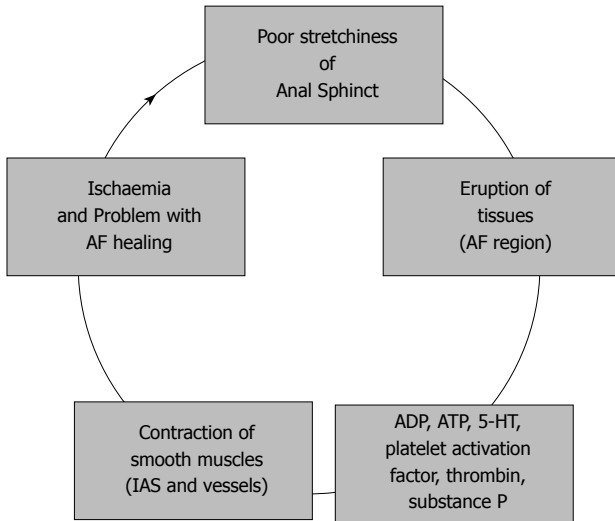 Poor stretchiness
of
Anal Sphinct
Eruption of
tissues
(AF region)
ADP, ATP, 5-HT,
platelet activation
factor, thrombin,
substance P
Contraction of
smooth muscles
(IAS and vessels)
Ischaemia
and Problem with
AF healing